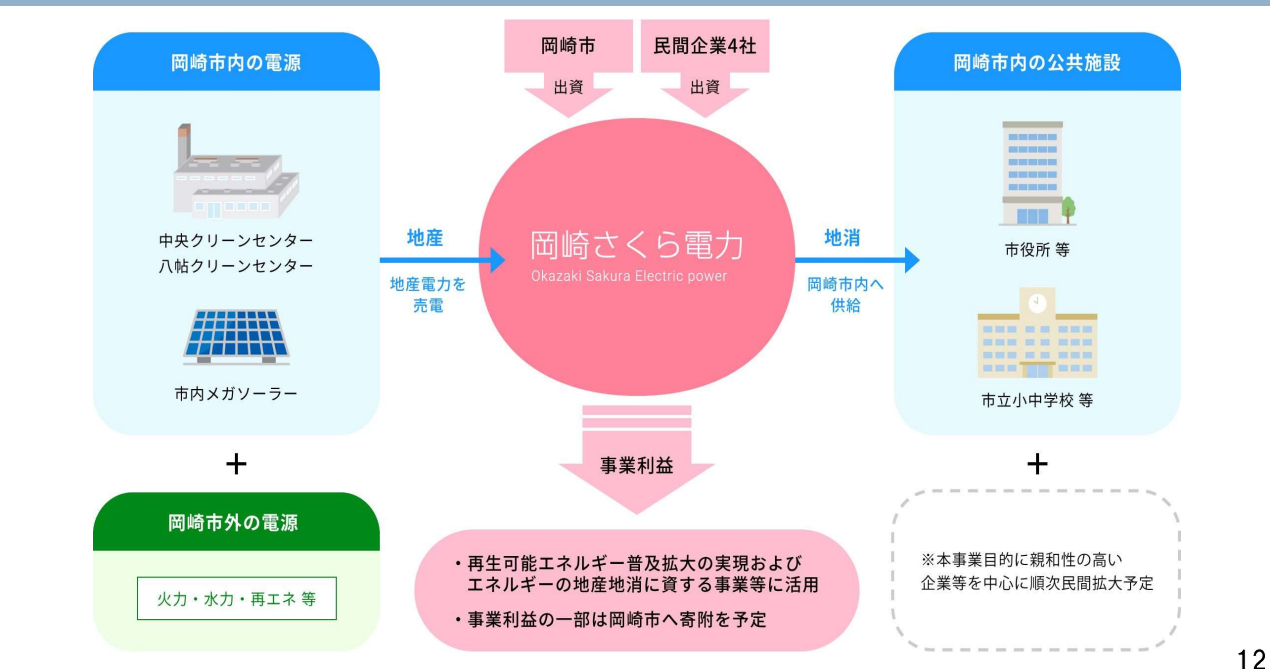 岡崎市内の電源
中央クリーンセンター
八帖クリーンセンター
市内メガソーラー
+
岡崎市外の電源
火力・水力・再エネ 等
地産
地産電力を
売電
岡崎市
出資
民間企業4社
出資
岡崎さくら電力
Okazaki Sakura Electric power
事業利益
・再生可能エネルギー普及拡大の実現および
エネルギーの地産地消に資する事業等に活用
・事業利益の一部は岡崎市へ寄附を予定
地消
岡崎市内へ
供給
岡崎市内の公共施設
市役所 等
市立小中学校 等
+
※本事業目的に親和性の高い
企業等を中心に順次民間拡大予定
12